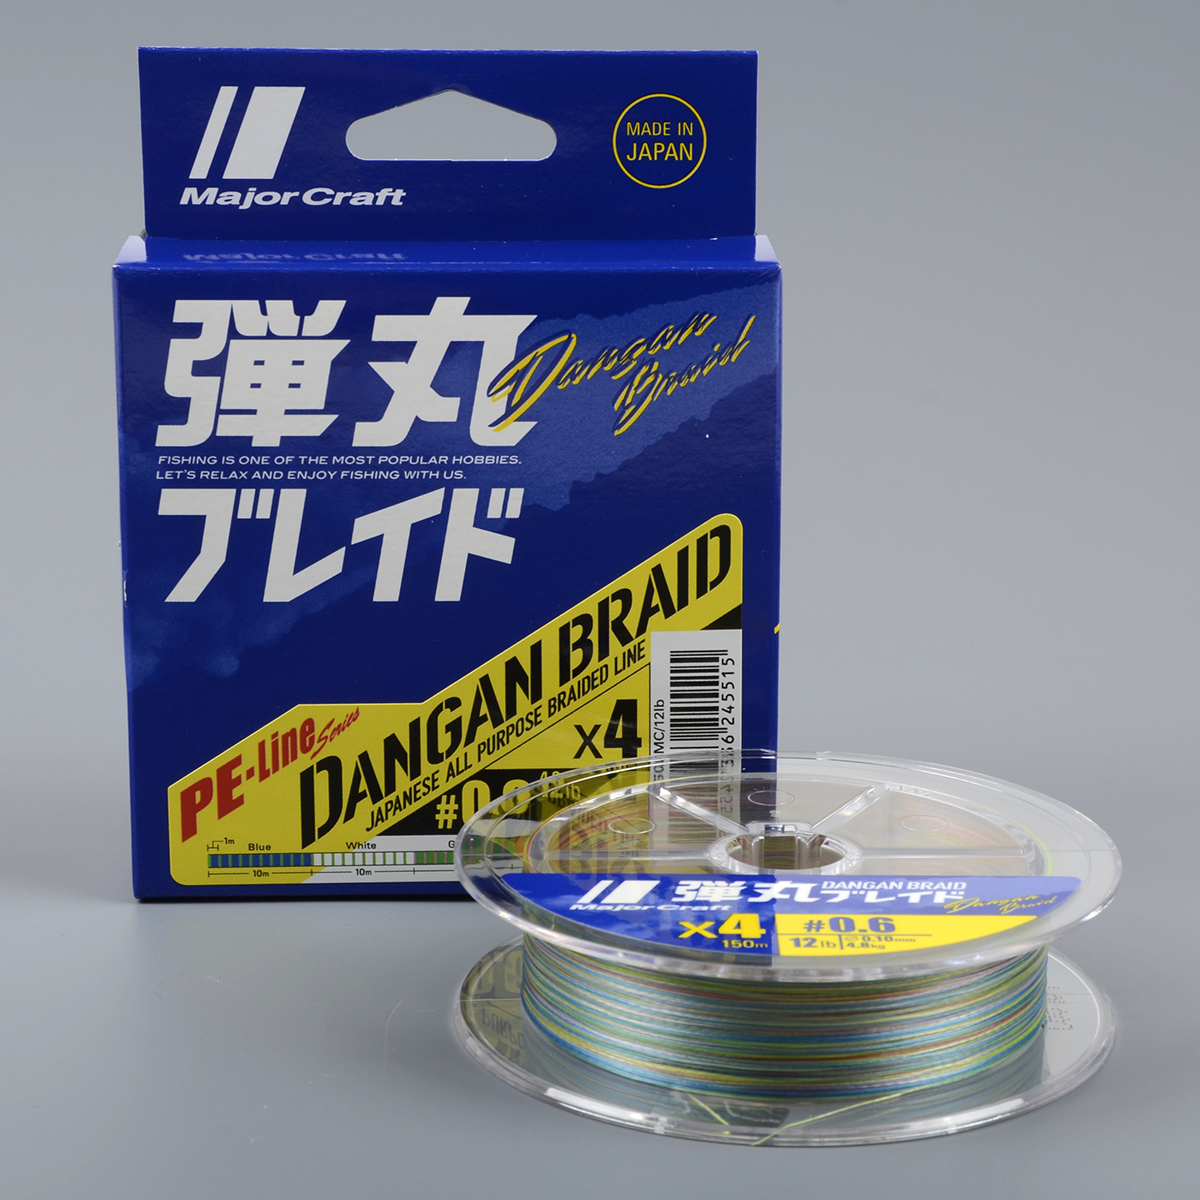 Major Craft
MADE IN
JAPAN
弾丸
Dangan
Braid
FISHING IS ONE OF THE MOST POPULAR HOBBIES.
LET'S RELAX AND ENJOY FISHING WITH US.
ブレイド
PE-Line Series
DANGAN BRAID
JAPANESE ALL PURPOSE BRAIDED LINE
X4
1m
Blue
White
10m
10m
MC/12lb
Major Craft
弾丸
DANGAN BRAID
ブレイド
Dangan
Braid
X4
150m
#0.6
12lb
∅0.10mm
4.8kg